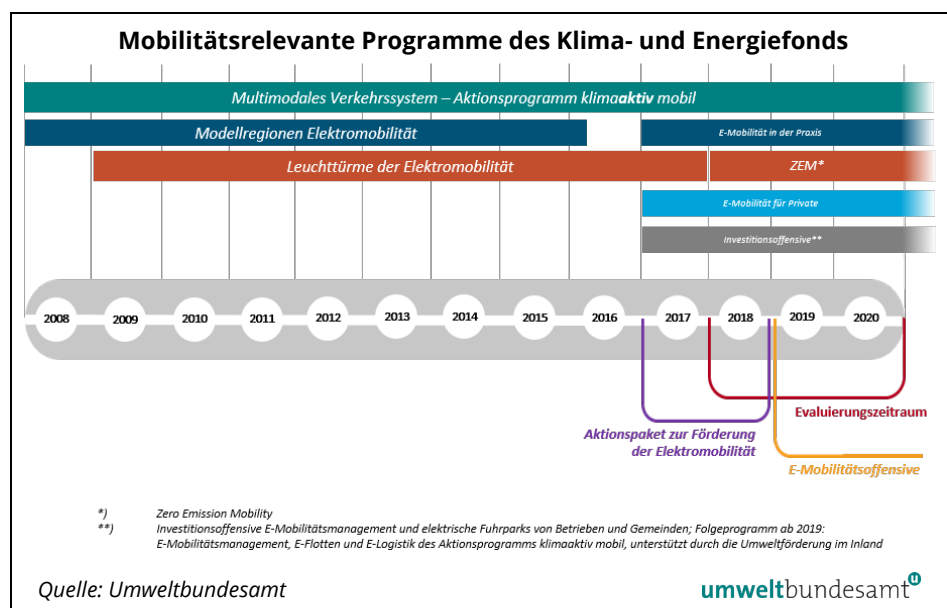 Mobilitätsrelevante Programme des Klima- und Energiefonds
Multimodales Verkehrssystem – Aktionsprogramm klimaaktiv mobil
Modellregionen Elektromobilität
E-Mobilität in der Praxis
Leuchttürme der Elektromobilität
ZEM*
E-Mobilität für Private
Investitionsoffensive**
2008 2009 2010 2011 2012 2013 2014 2015 2016 2017 2018 2019 2020
Evaluierungszeitraum
Aktionspaket zur Förderung
der Elektromobilität
E-Mobilitätsoffensive
*) Zero Emission Mobility
**) Investitionsoffensive E-Mobilitätsmanagement und elektrische Fuhrparks von Betrieben und Gemeinden; Folgeprogramm ab 2019:
E-Mobilitätsmanagement, E-Flotten und E-Logistik des Aktionsprogramms klimaaktiv mobil, unterstützt durch die Umweltförderung im Inland
Quelle: Umweltbundesamt
umweltbundesamt u